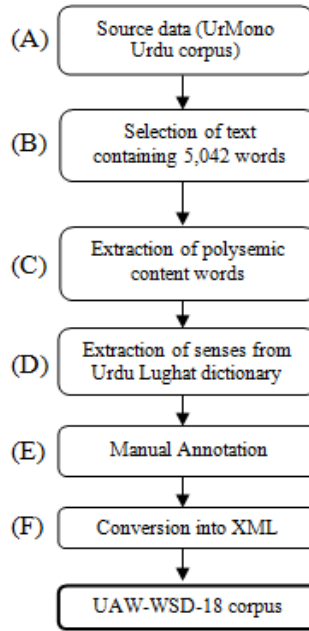 (A)
Source data (UrMono
Urdu corpus)
(B)
Selection of text
containing 5,042 words
(C)
Extraction of polysemic
content words
(D)
Extraction of senses from
Urdu Lughat dictionary
(E)
Manual Annotation
(F)
Conversion into XML
UAW-WSD-18 corpus